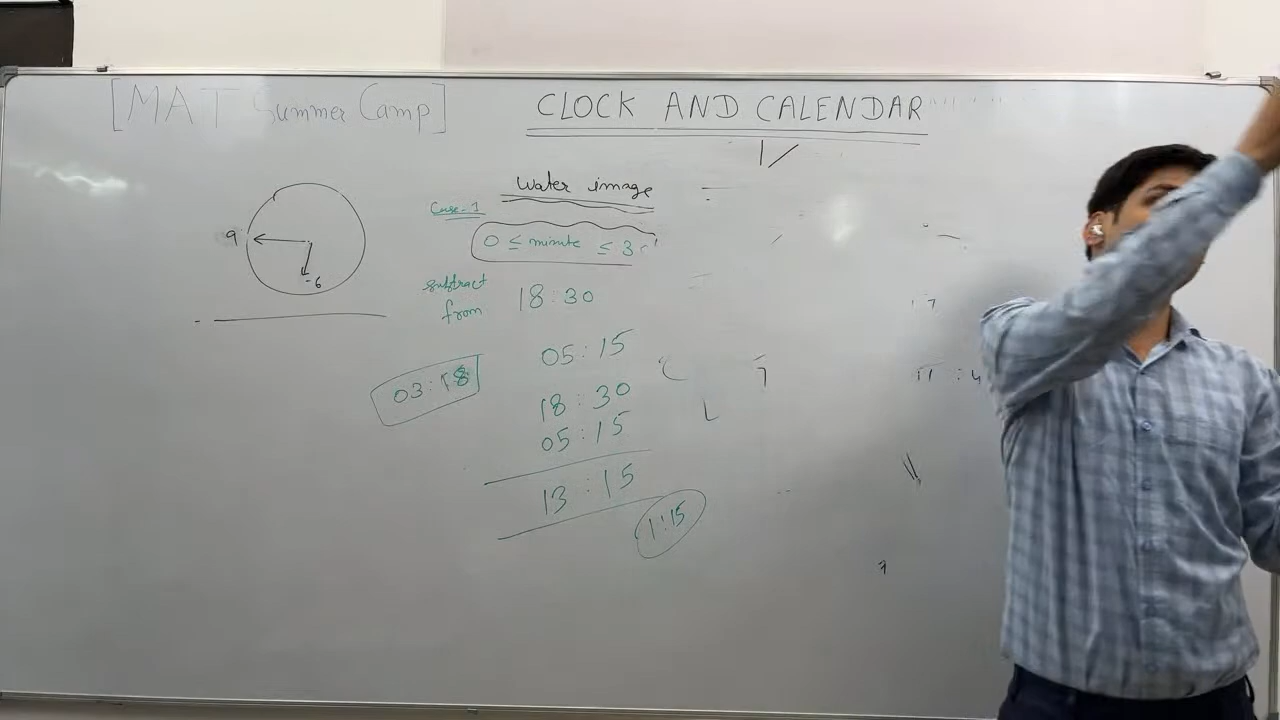 [MAT Summer Camp]
CLOCK AND CALENDAR
Water image
Case-1
0 ≤ minute ≤ 30
9
6
subtract
from
18:30
05:15
03:18
18:30
05:15
13:15
1:15